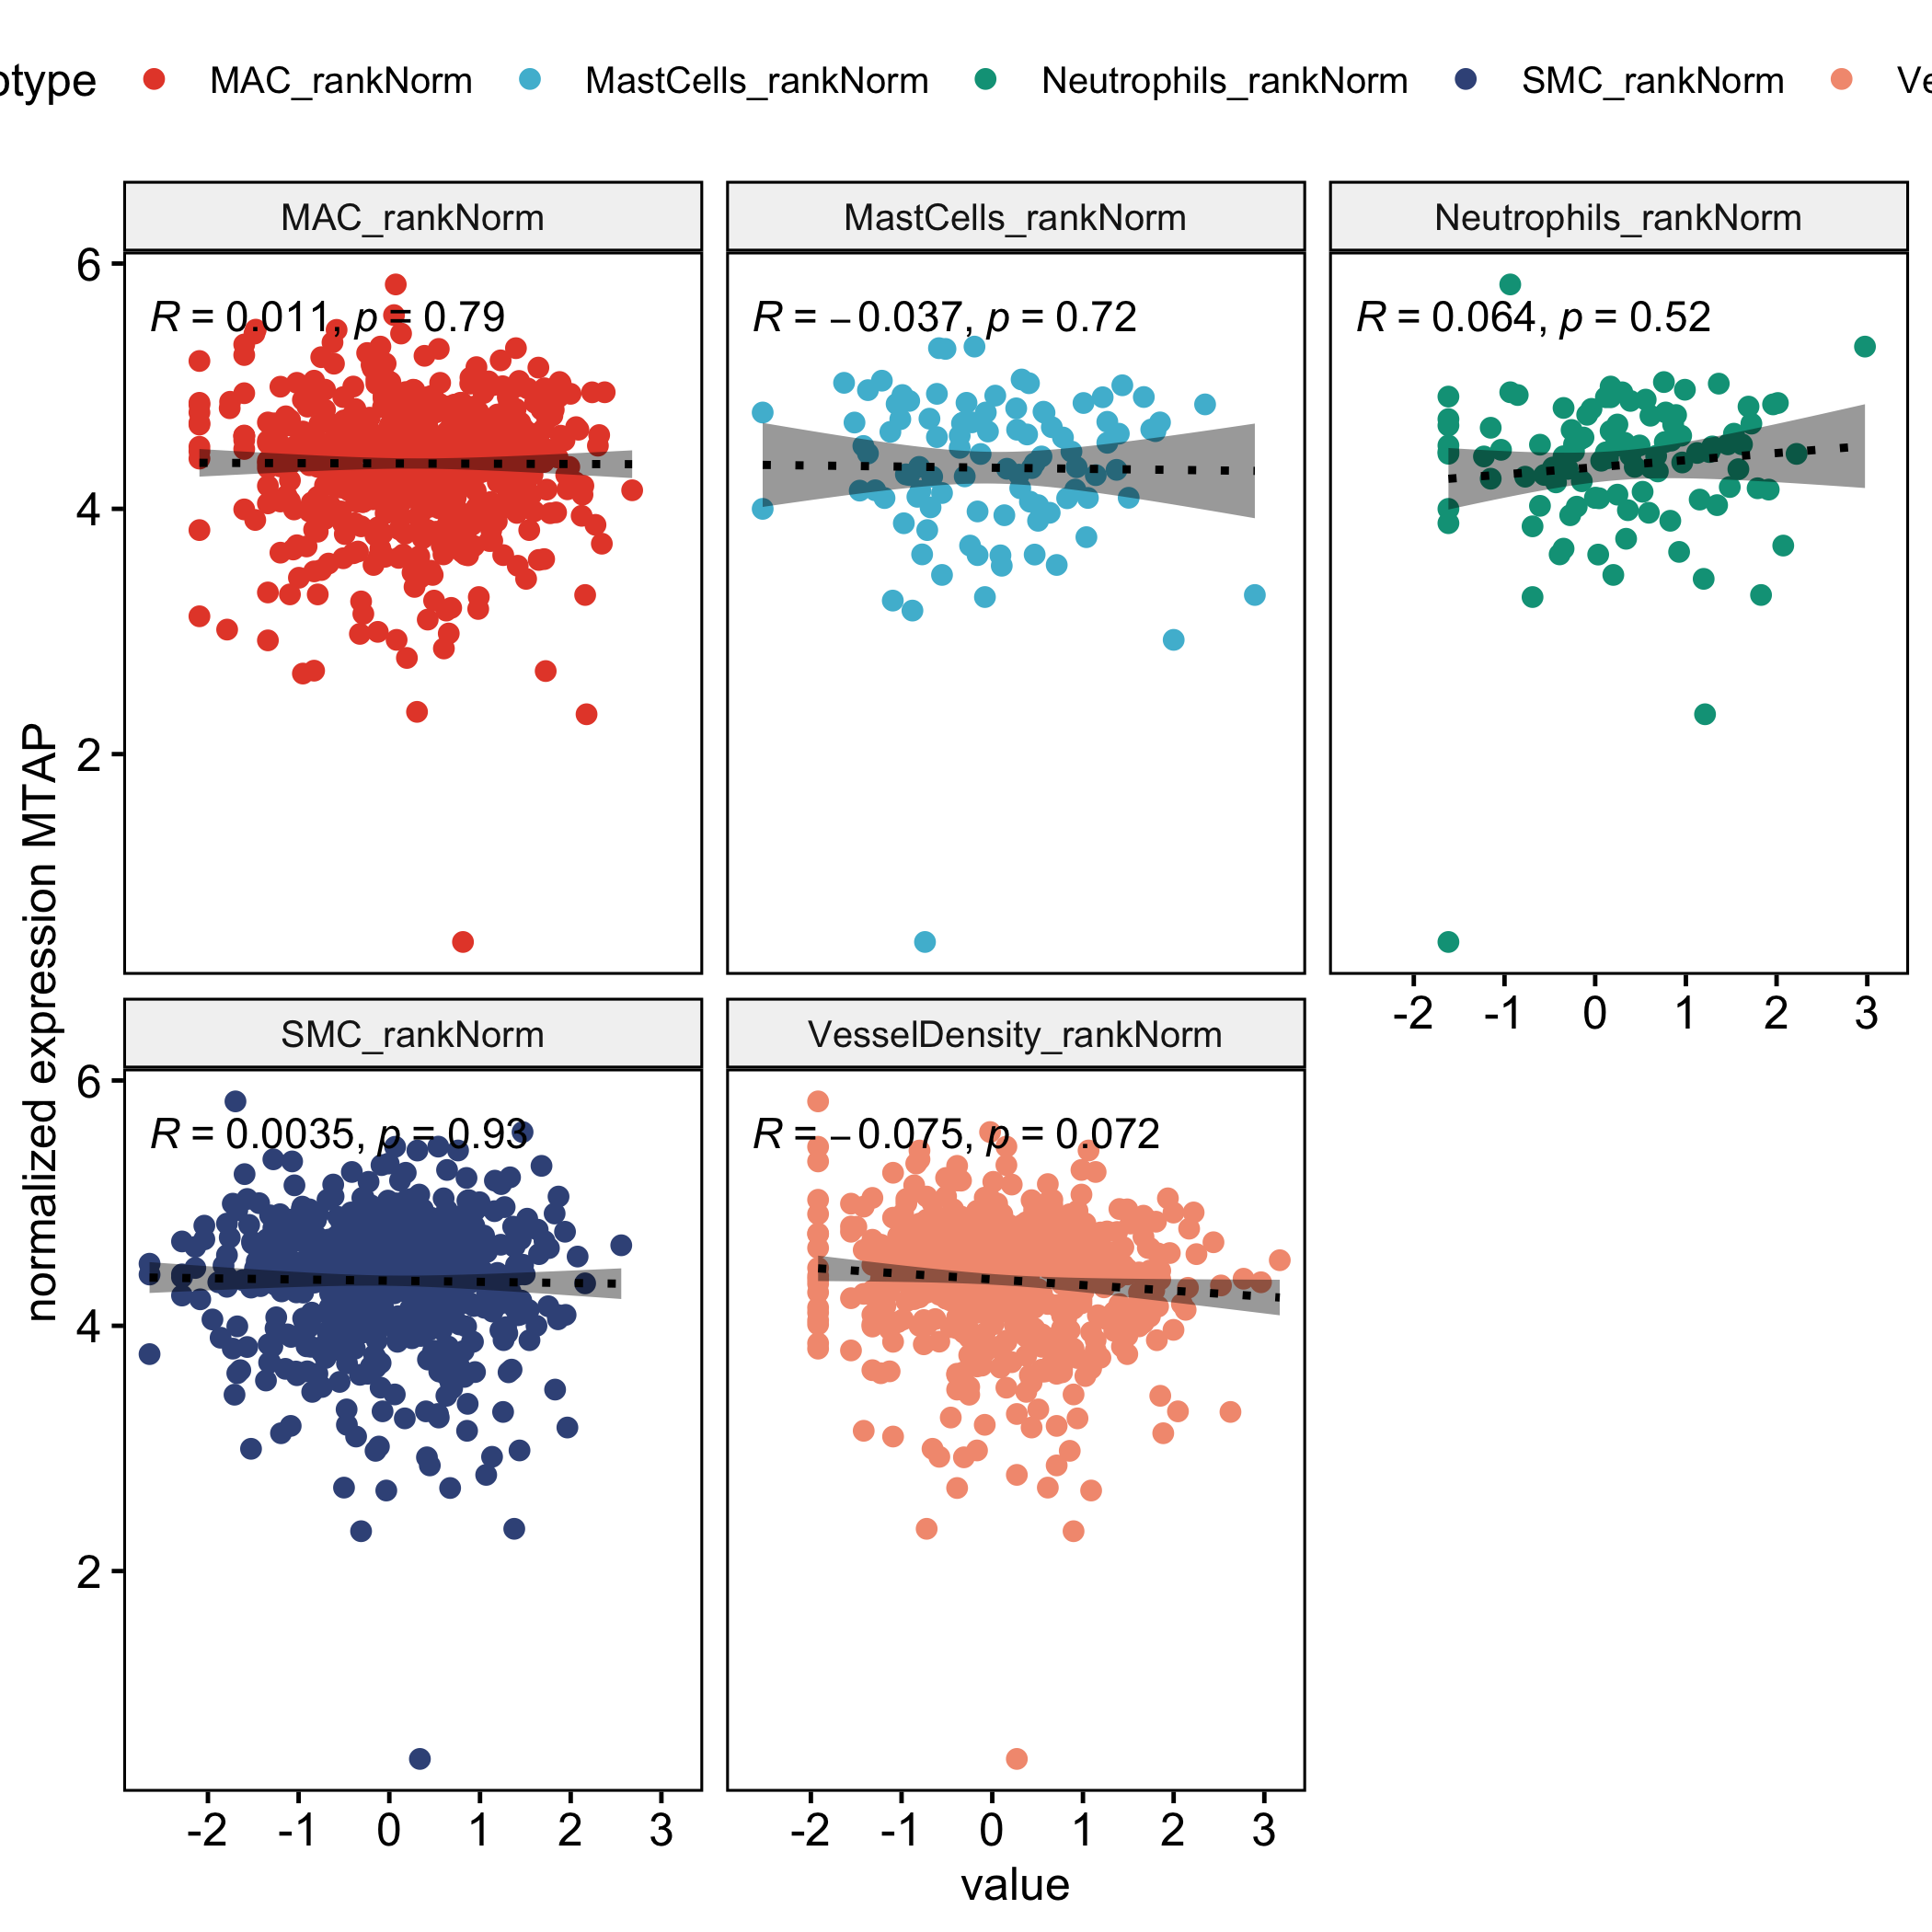 MAC_rankNorm MastCells_rankNorm Neutrophils_rankNorm SMC_rankNorm
MAC_rankNorm MastCells_rankNorm Neutrophils_rankNorm
R = 0.011, p = 0.79 R = −0.037, p = 0.72 R = 0.064, p = 0.52
6
4
2
-2 -1 0 1 2 3
SMC_rankNorm VesselDensity_rankNorm
R = 0.0035, p = 0.93 R = −0.075, p = 0.072
6
4
2
-2 -1 0 1 2 3 -2 -1 0 1 2 3
value
normalized expression MTAP